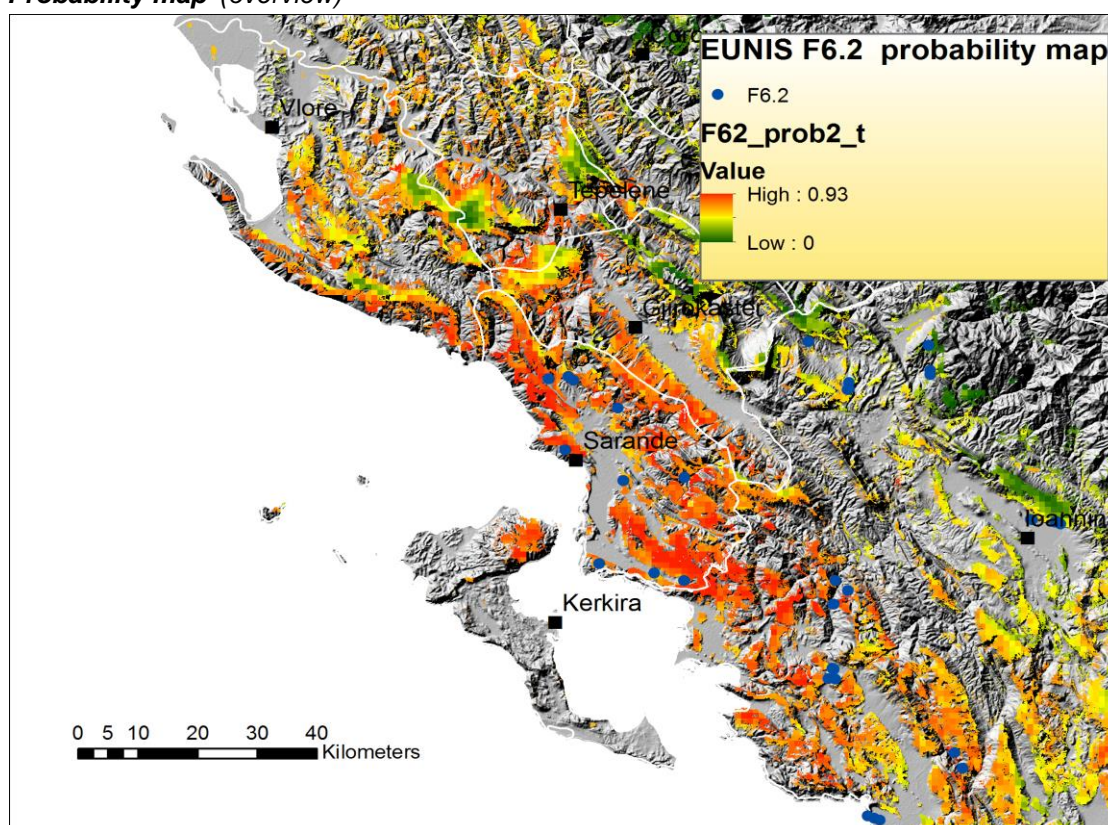 Probability map (overview)
EUNIS F6.2 probability map
F6.2
F62_prob2_t
Value
High : 0.93
Low : 0
Vlore
Tepelene
Gjirokaster
Sarande
Ioannin
Kerkira
0 5 10 20 30 40
Kilometers